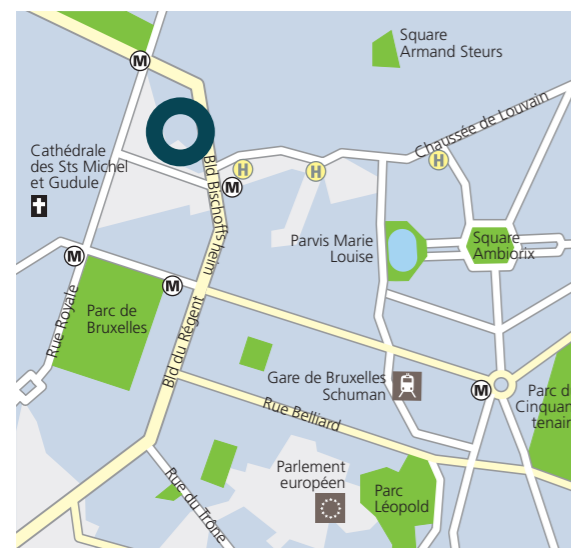 Square
Armand Steurs
M
Chaussée de Louvain
Cathédrale
des Sts Michel
et Gudule
H
H
M
Bld Bischoffsheim
Parvis Marie
Louise
Square
Ambiorix
M
M
Rue Royale
Parc de
Bruxelles
Bld du Régent
Gare de Bruxelles
Schuman
M
Parc d
Cinquan
tenair
Rue Belliard
Parlement
européen
Parc
Léopold
Rue du Trône